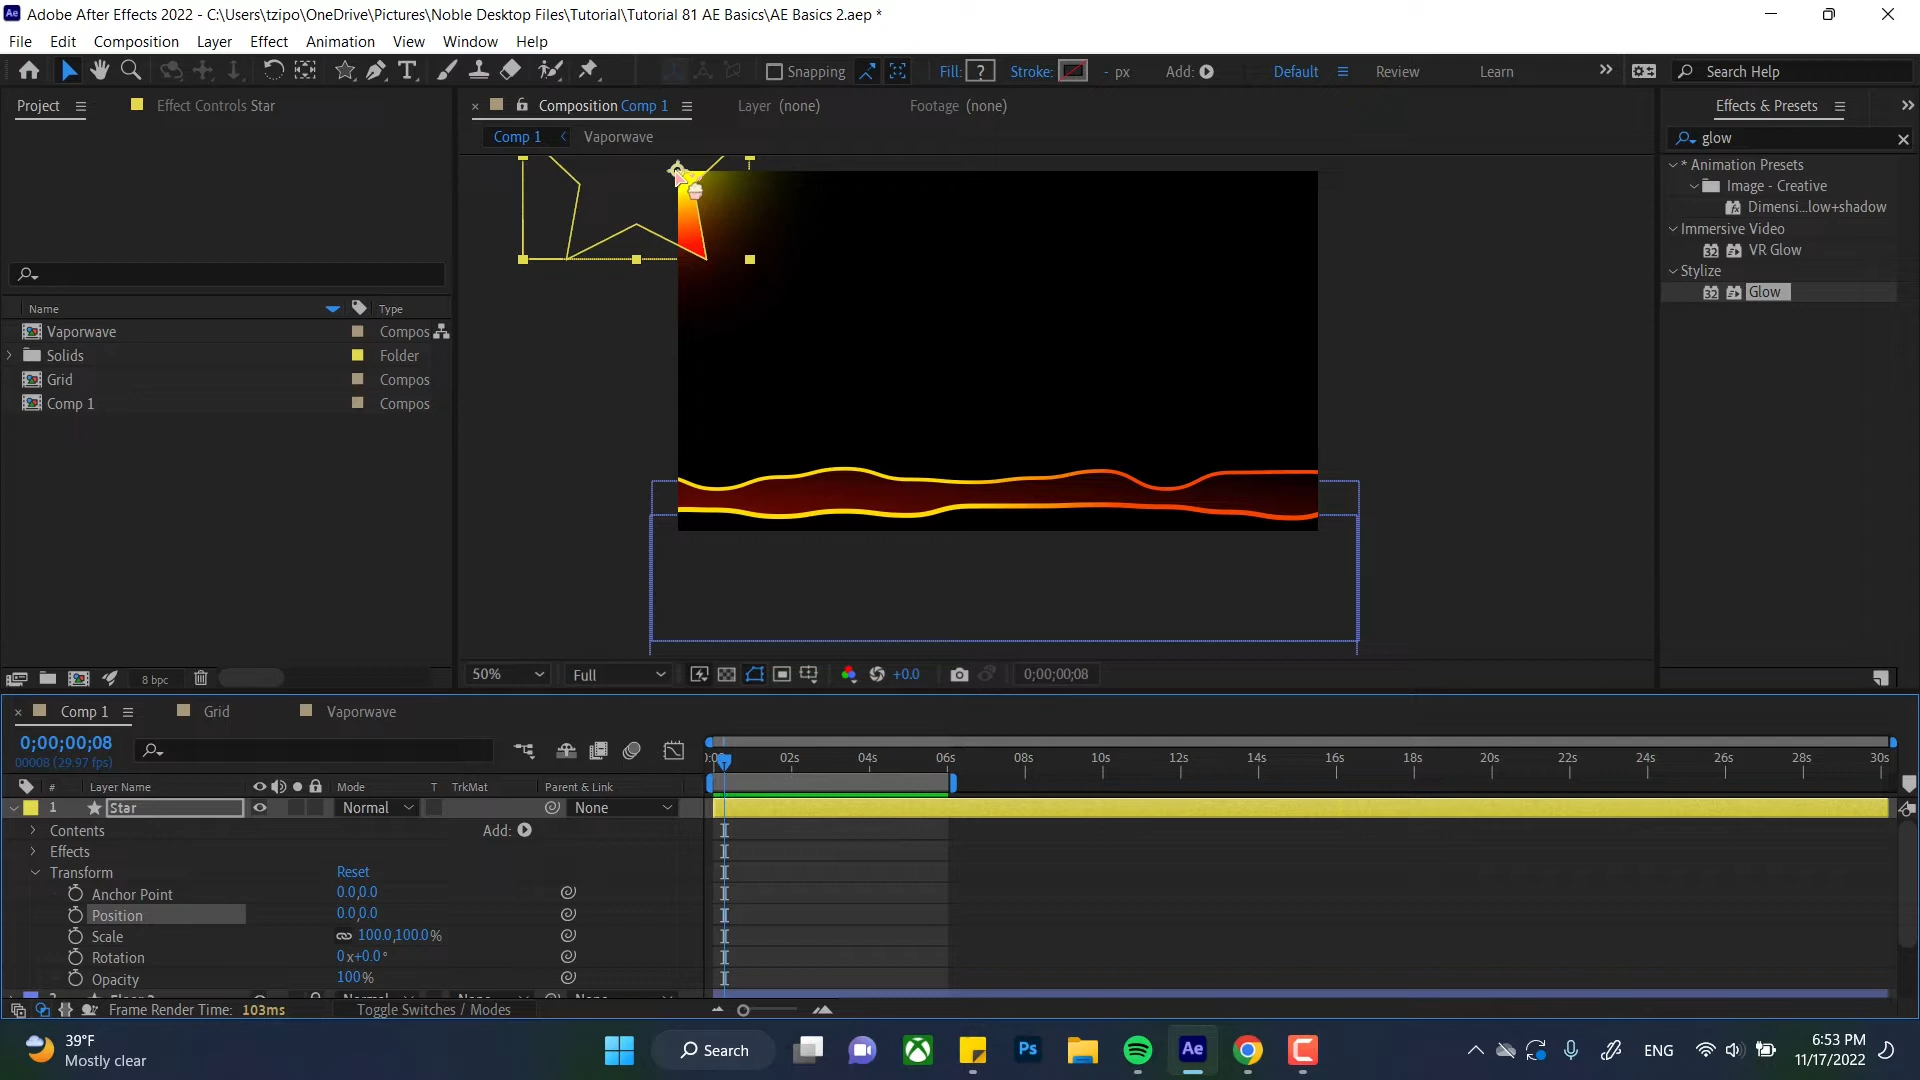 Adobe After Effects 2022 - C:\Users\tzipo\OneDrive\Pictures\Noble Desktop Files\Tutorial\Tutorial 81 AE Basics\AE Basics 2.aep *
File Edit Composition Layer Effect Animation View Window Help
Snapping Fill: ? Stroke: - px Add: Default Review Learn Search Help
Project Effect Controls Star
Composition Comp 1 Layer (none) Footage (none)
Comp 1 Vaporwave
Effects & Presets
glow
* Animation Presets
Image - Creative
Dimensi...low+shadow
Immersive Video
32 VR Glow
Stylize
32 Glow
Name Type
Vaporwave Compos
Solids Folder
Grid Compos
Comp 1 Compos
8 bpc
50% Full +0.0 0;00;00;08
Comp 1 Grid Vaporwave
0;00;00;08
00008 (29.97 fps)
02s 04s 06s 08s 10s 12s 14s 16s 18s 20s 22s 24s 26s 28s 30s
# Layer Name Mode T TrkMat Parent & Link
1 Star Normal None
Contents Add:
Effects
Transform Reset
Anchor Point 0.0,0.0
Position 0.0,0.0
Scale 100.0,100.0%
Rotation 0x+0.0°
Opacity 100%
Frame Render Time: 103ms Toggle Switches / Modes
39°F
Mostly clear
Search
Ps
Ae
ENG
6:53 PM
11/17/2022